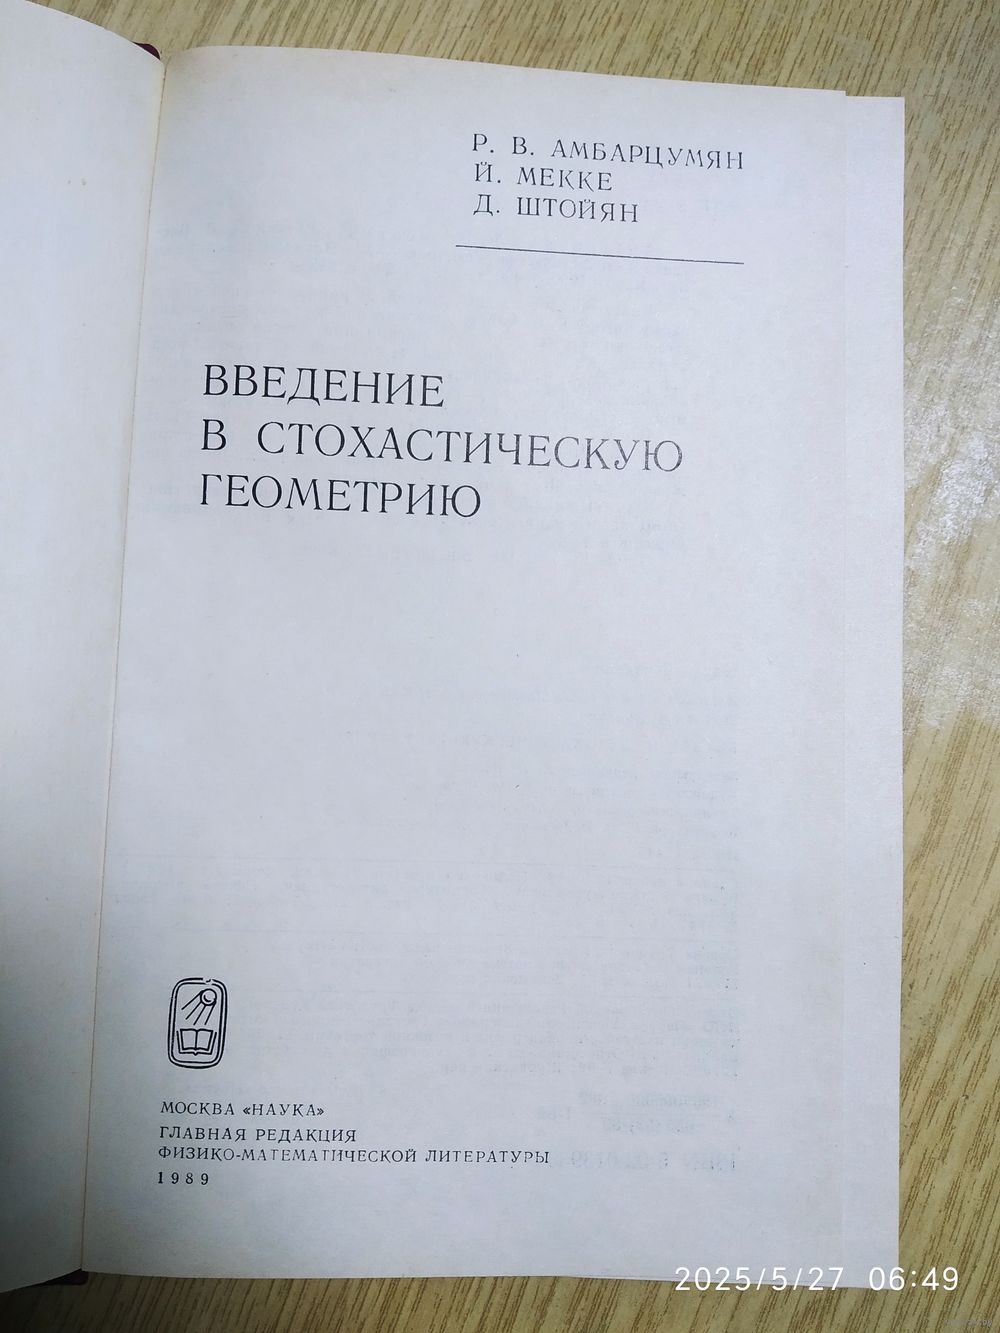 Р. В. АМБАРЦУМЯН
Й. МЕККЕ
Д. ШТОЙЯН
ВВЕДЕНИЕ
В СТОХАСТИЧЕСКУЮ
ГЕОМЕТРИЮ
МОСКВА «НАУКА»
ГЛАВНАЯ РЕДАКЦИЯ
ФИЗИКО-МАТЕМАТИЧЕСКОЙ ЛИТЕРАТУРЫ
1989
2025/5/27 06:49